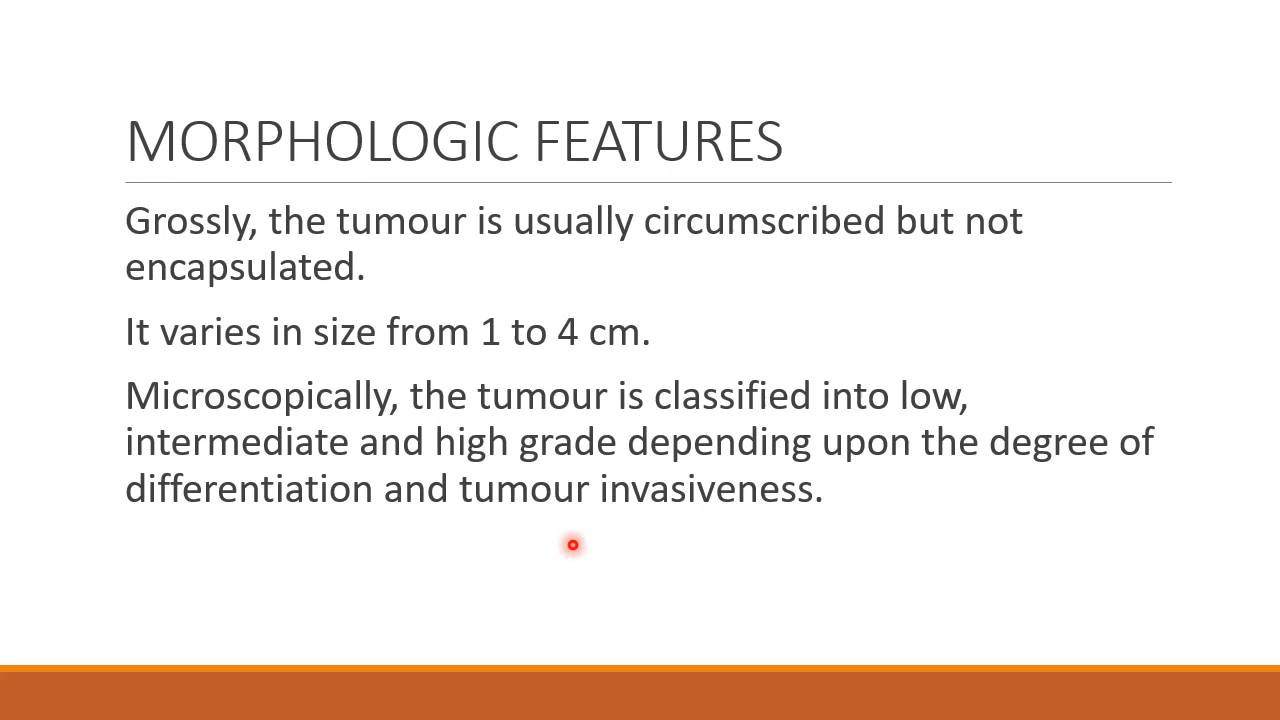 MORPHOLOGIC FEATURES
Grossly, the tumour is usually circumscribed but not
encapsulated.
It varies in size from 1 to 4 cm.
Microscopically, the tumour is classified into low,
intermediate and high grade depending upon the degree of
differentiation and tumour invasiveness.